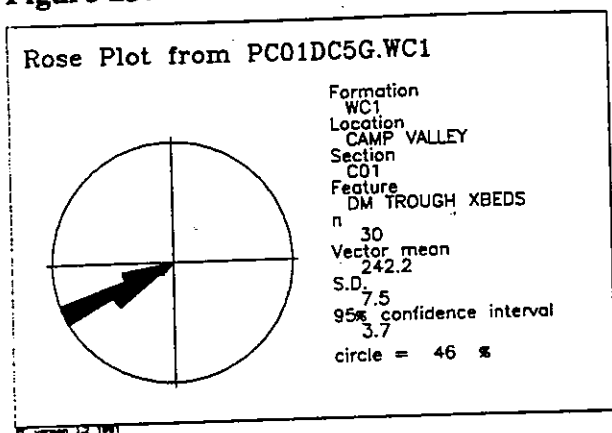 Figure
Rose Plot from PC01DC5G.WC1
Formation
WC1
Location
CAMP VALLEY
Section
C01
Feature
DM TROUGH XBEDS
n
30
Vector mean
242.2
S.D.
7.5
95% confidence interval
3.7
circle = 46 %